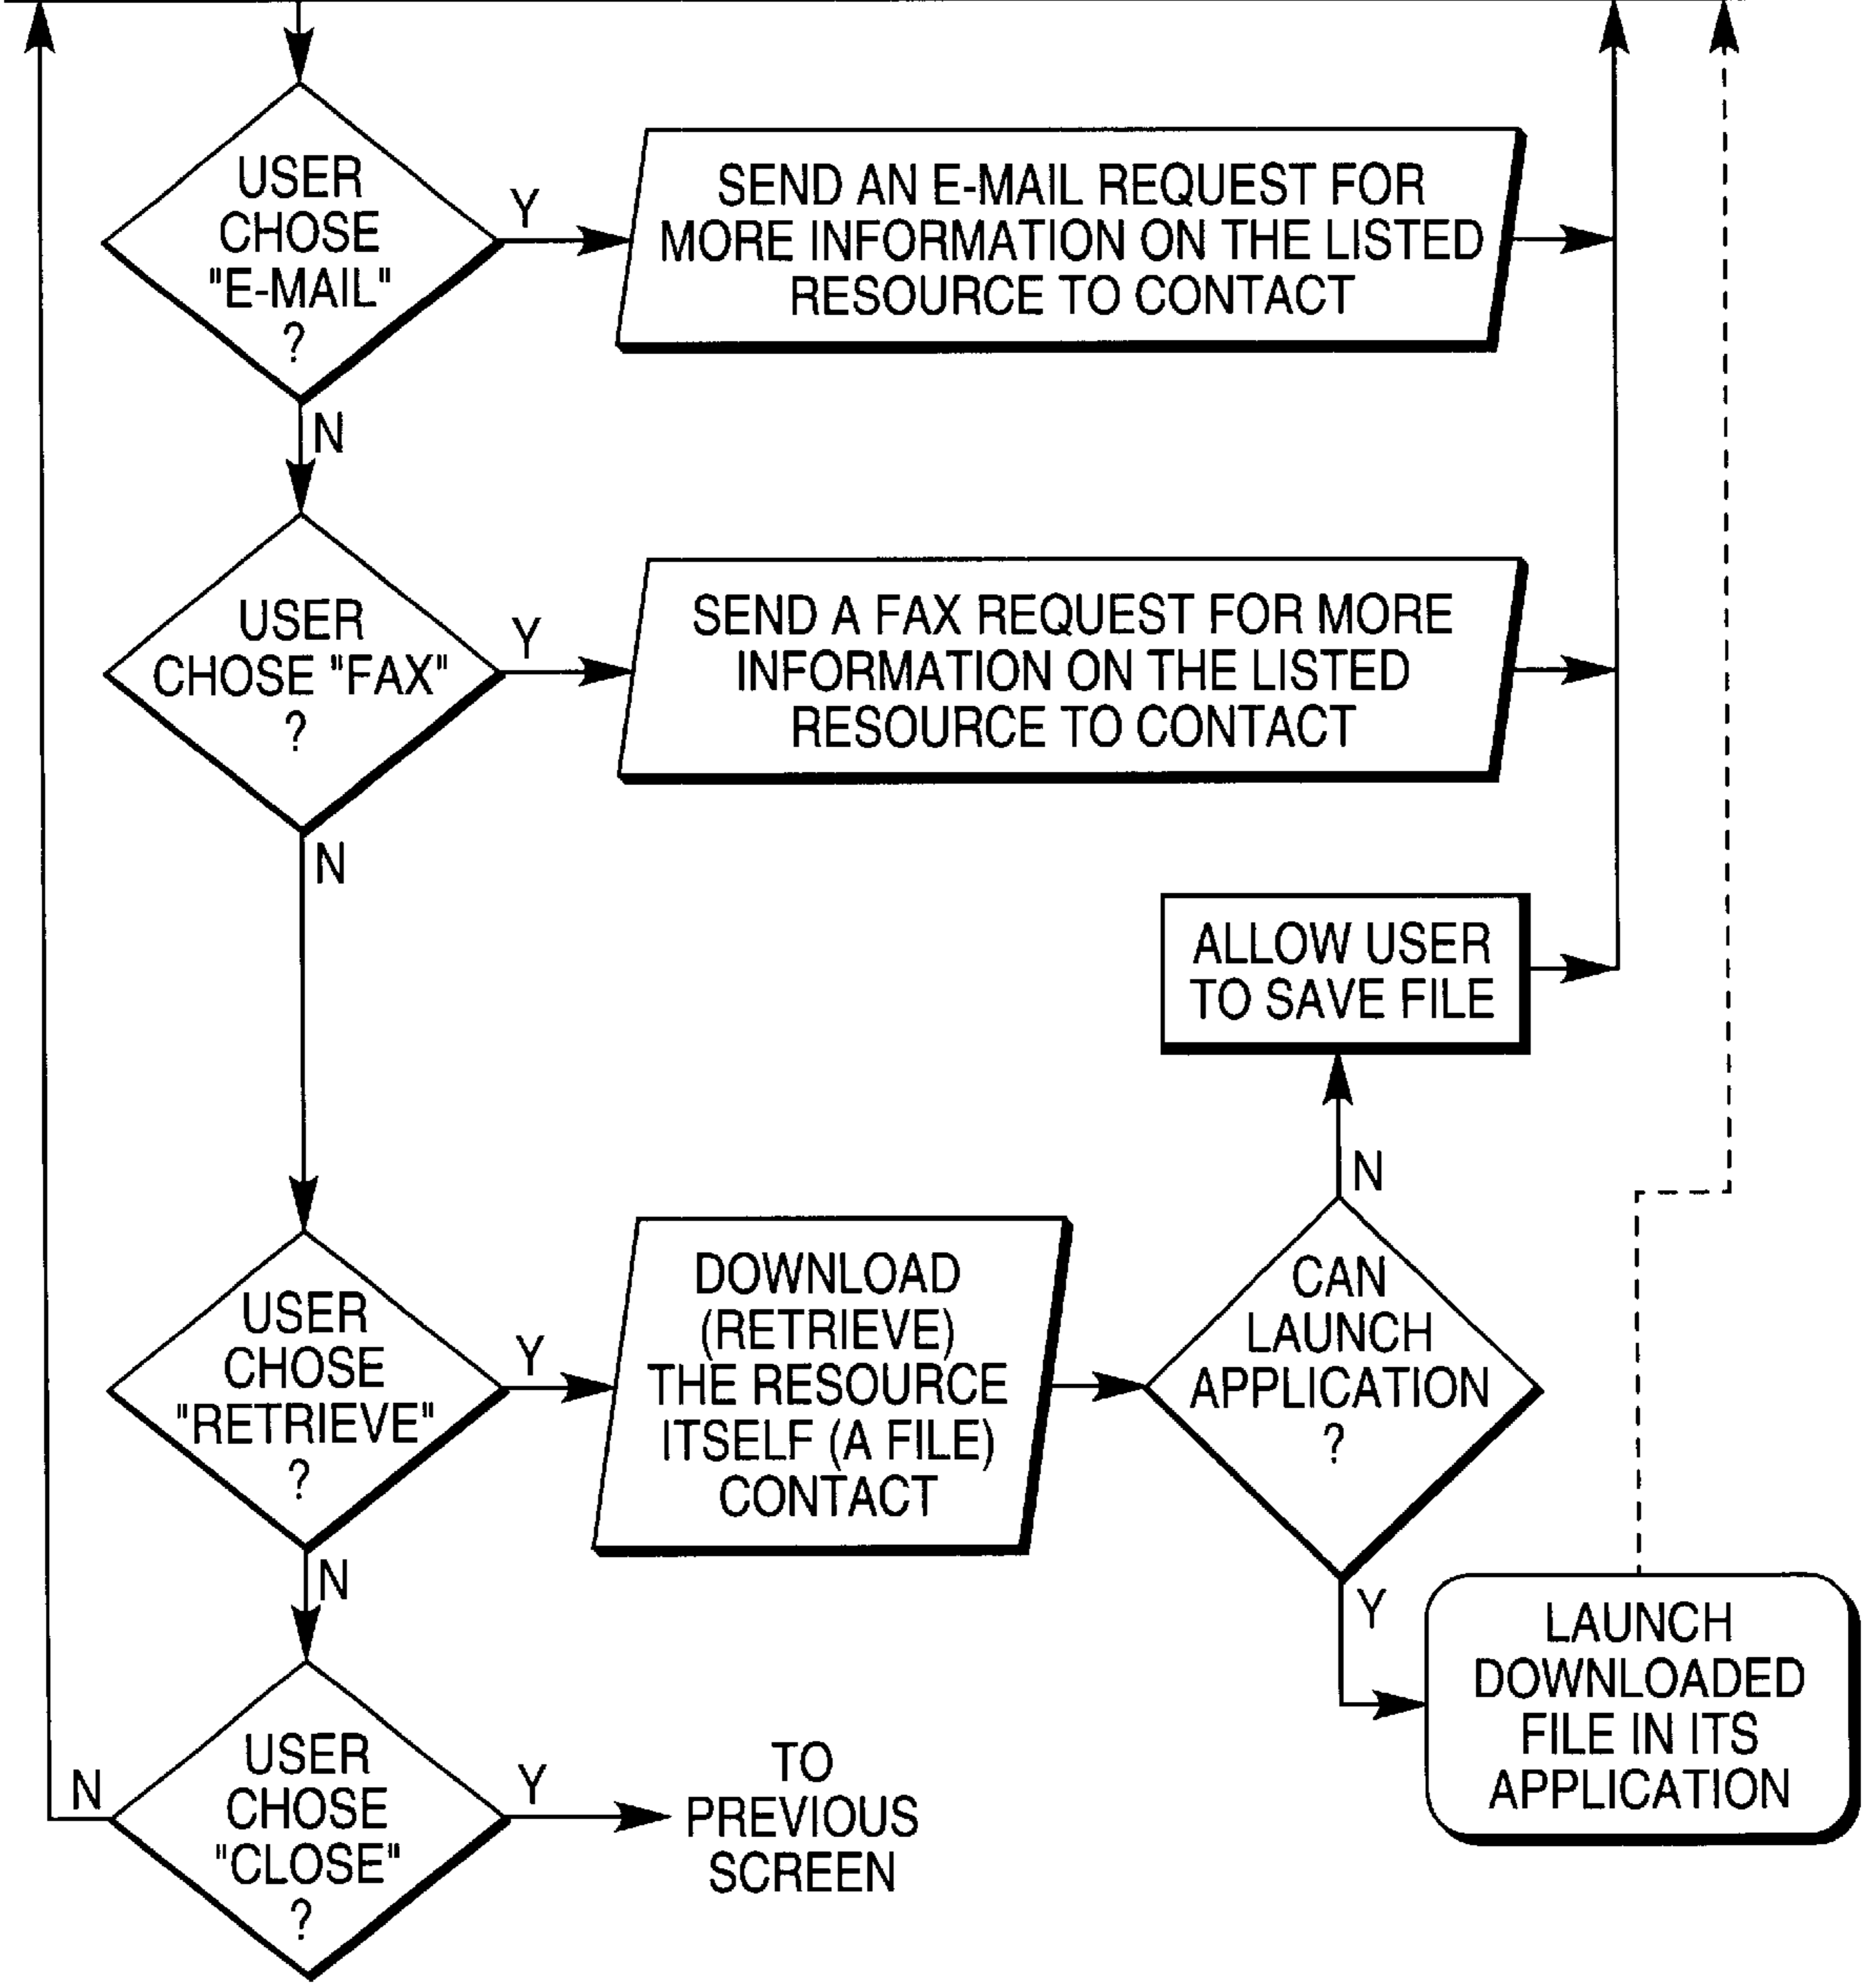 USER
CHOSE
"E-MAIL"
?
Y
SEND AN E-MAIL REQUEST FOR
MORE INFORMATION ON THE LISTED
RESOURCE TO CONTACT
N
USER
CHOSE "FAX"
?
Y
SEND A FAX REQUEST FOR MORE
INFORMATION ON THE LISTED
RESOURCE TO CONTACT
N
ALLOW USER
TO SAVE FILE
N
USER
CHOSE
"RETRIEVE"
?
Y
DOWNLOAD
(RETRIEVE)
THE RESOURCE
ITSELF (A FILE)
CONTACT
CAN
LAUNCH
APPLICATION
?
N
Y
LAUNCH
DOWNLOADED
FILE IN ITS
APPLICATION
USER
CHOSE
"CLOSE"
?
N
Y
TO
PREVIOUS
SCREEN